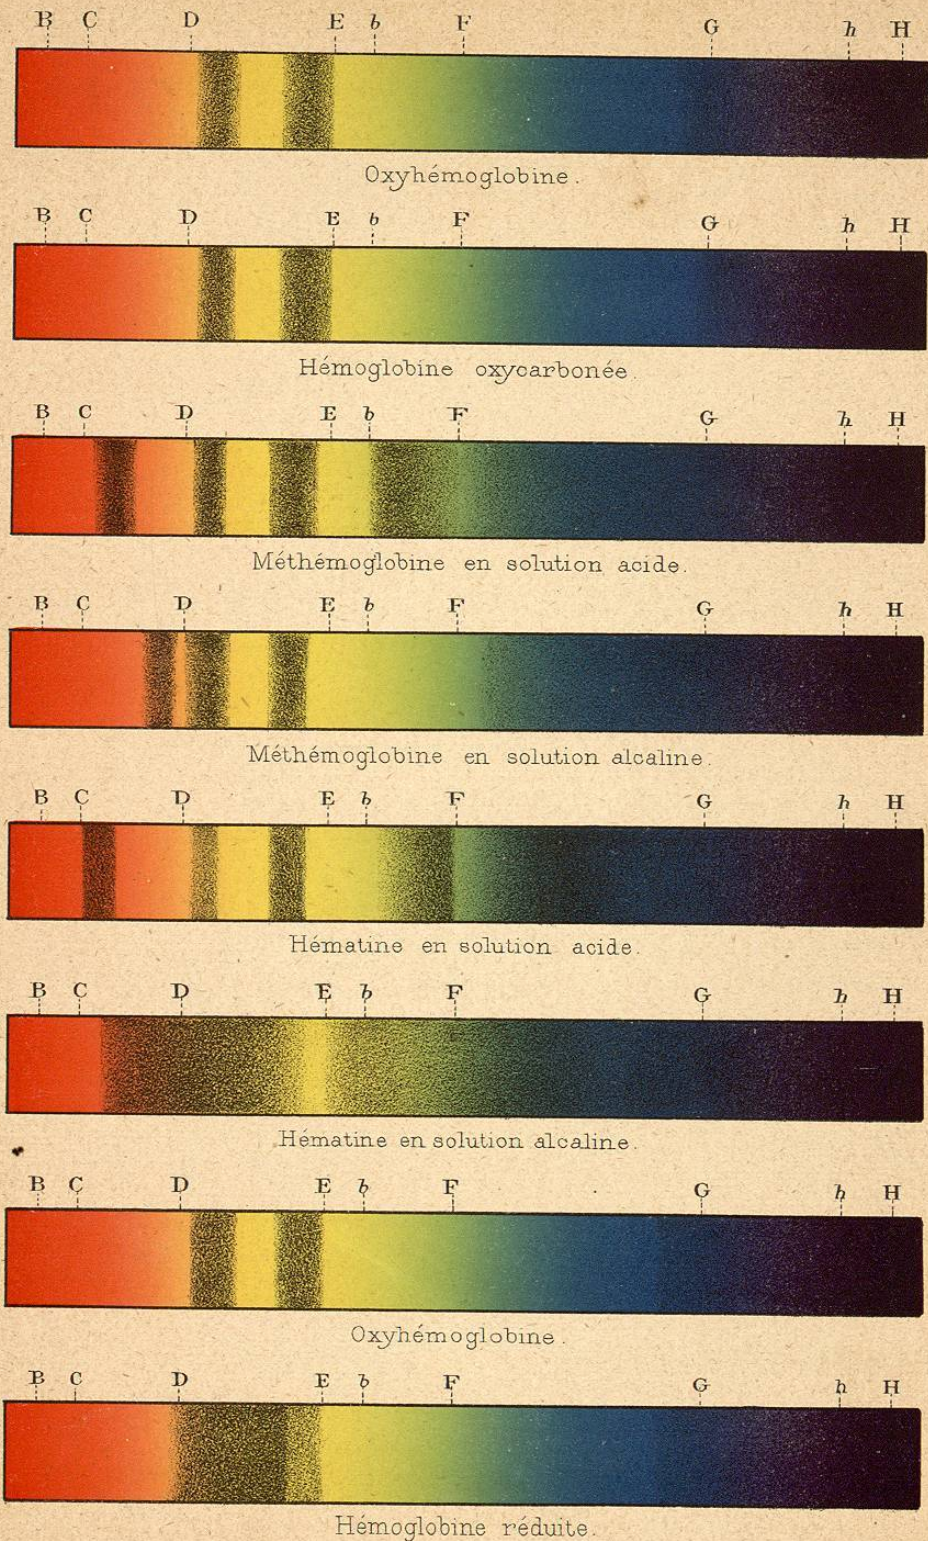 B C D E b F G h H
Oxyhémoglobine.
B C D E b F G h H
Hémoglobine oxycarbonée.
B C D E b F G h H
Méthémoglobine en solution acide.
B C D E b F G h H
Méthémoglobine en solution alcaline.
B C D E b F G h H
Hématine en solution acide.
B C D E b F G h H
Hématine en solution alcaline.
B C D E b F G h H
Oxyhémoglobine.
B C D E b F G h H
Hémoglobine réduite.